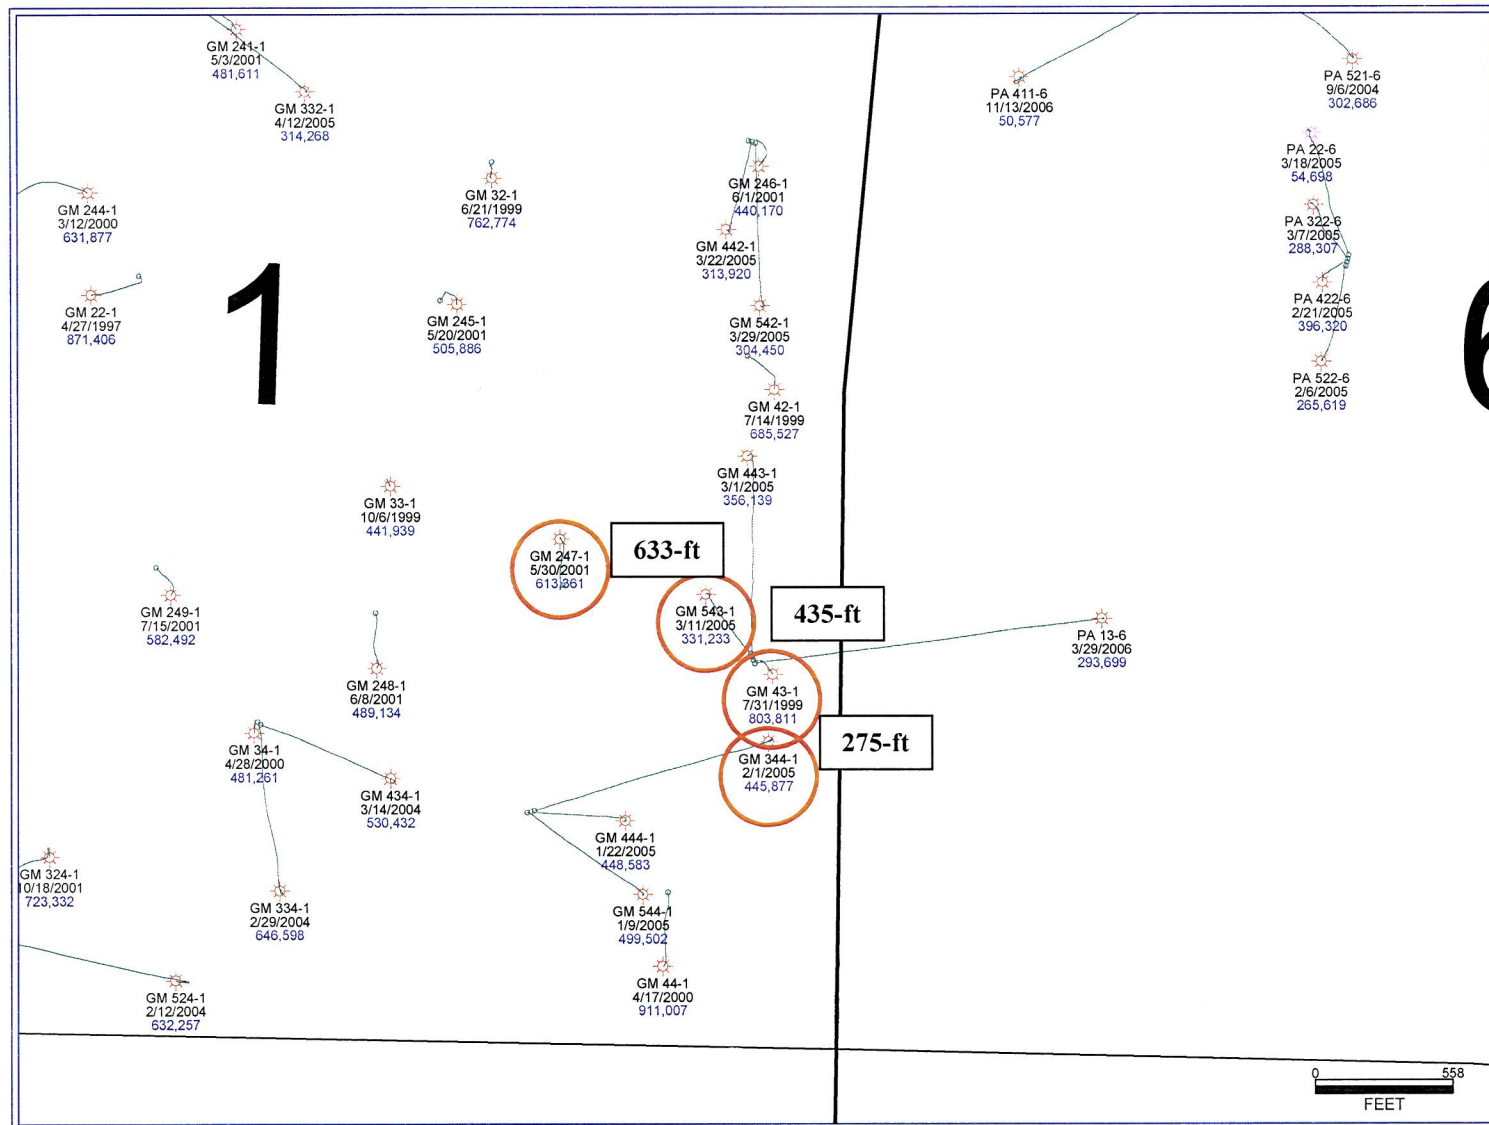 GM 241-1
5/3/2001
481,611
GM 332-1
4/12/2005
314,268
PA 411-6
11/13/2006
50,577
PA 521-6
9/6/2004
302,686
PA 22-6
3/18/2005
54,698
GM 244-1
3/12/2000
631,877
GM 32-1
6/21/1999
762,774
GM 246-1
6/1/2001
440,170
GM 442-1
3/22/2005
313,920
PA 322-6
3/7/2005
288,307
GM 22-1
4/27/1997
871,406
1
GM 245-1
5/20/2001
505,886
GM 542-1
3/29/2005
304,450
PA 422-6
2/21/2005
396,320
6
PA 522-6
2/6/2005
265,619
GM 42-1
7/14/1999
685,527
GM 443-1
3/1/2005
356,139
GM 33-1
10/6/1999
441,939
GM 247-1
5/30/2001
613,361
633-ft
GM 249-1
7/15/2001
582,492
GM 543-1
3/11/2005
331,233
435-ft
PA 13-6
3/29/2006
293,699
GM 248-1
6/8/2001
489,134
GM 43-1
7/31/1999
803,811
275-ft
GM 34-1
4/28/2000
481,261
GM 344-1
2/1/2005
445,877
GM 434-1
3/14/2004
530,432
GM 444-1
1/22/2005
448,583
GM 324-1
10/18/2001
723,332
GM 334-1
2/29/2004
646,598
GM 544-1
1/9/2005
499,502
GM 44-1
4/17/2000
911,007
GM 524-1
2/12/2004
632,257
0 558
FEET